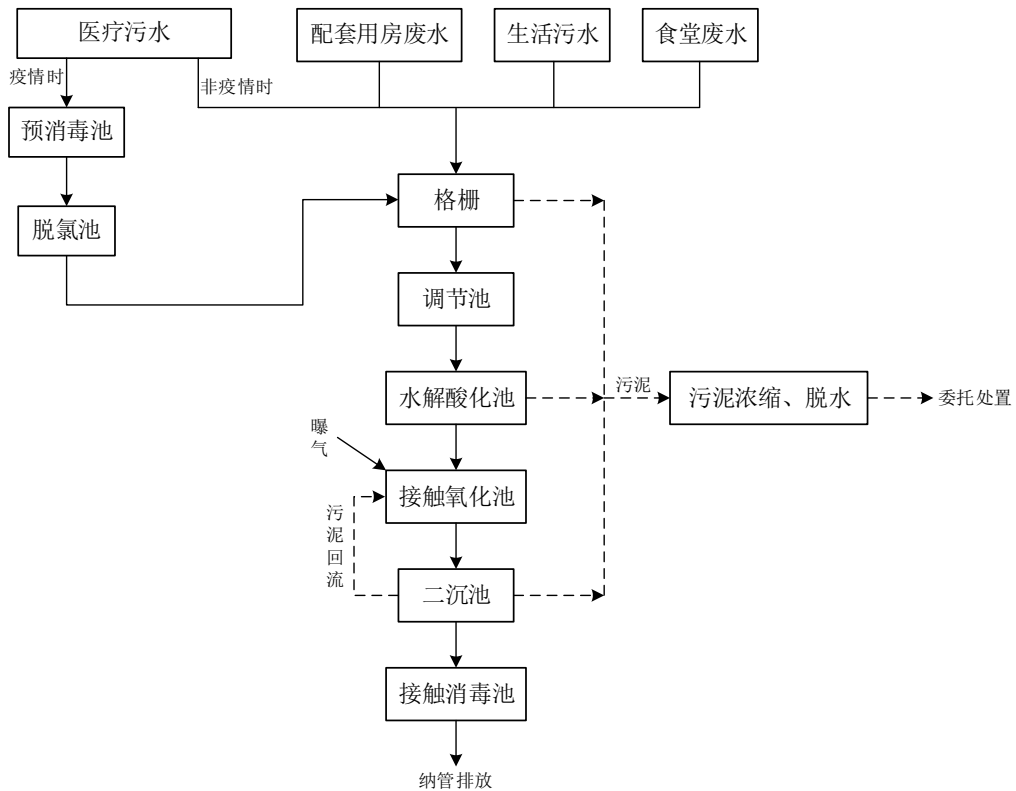 医疗污水
配套用房废水
生活污水
食堂废水
疫情时
非疫情时
预消毒池
脱氯池
格栅
调节池
水解酸化池
污泥
污泥浓缩、脱水
委托处置
曝气
接触氧化池
污泥回流
二沉池
接触消毒池
纳管排放